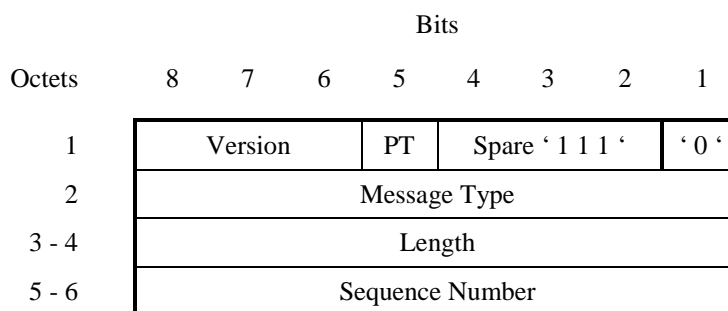 Bits
Octets 8 7 6 5 4 3 2 1
1 Version PT Spare ‘ 1 1 1 ‘ ‘ 0 ‘
2 Message Type
3 - 4 Length
5 - 6 Sequence Number